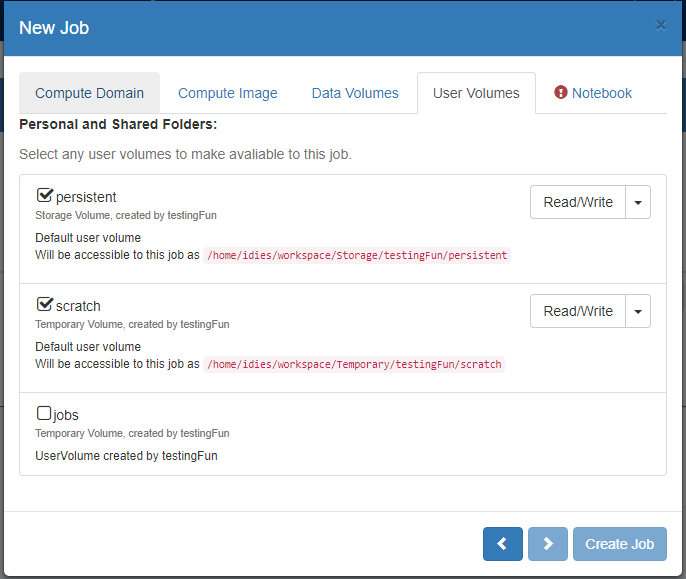 New Job
×
Compute Domain Compute Image Data Volumes User Volumes Notebook
Personal and Shared Folders:
Select any user volumes to make avaliable to this job.
persistent Read/Write
Storage Volume, created by testingFun
Default user volume
Will be accessible to this job as /home/idies/workspace/Storage/testingFun/persistent
scratch Read/Write
Temporary Volume, created by testingFun
Default user volume
Will be accessible to this job as /home/idies/workspace/Temporary/testingFun/scratch
jobs
Temporary Volume, created by testingFun
UserVolume created by testingFun
Create Job